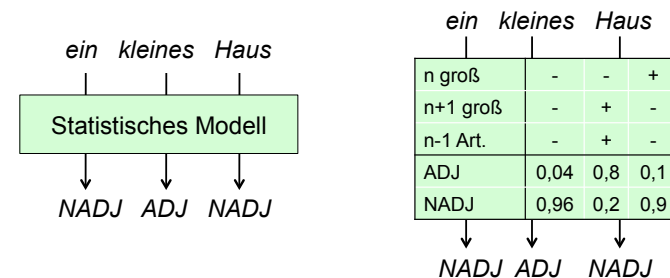 ein kleines Haus
Statistisches Modell
NADJ ADJ NADJ
ein kleines Haus
n groß - - +
n+1 groß - + -
n-1 Art. - + -
ADJ 0,04 0,8 0,1
NADJ 0,96 0,2 0,9
NADJ ADJ NADJ